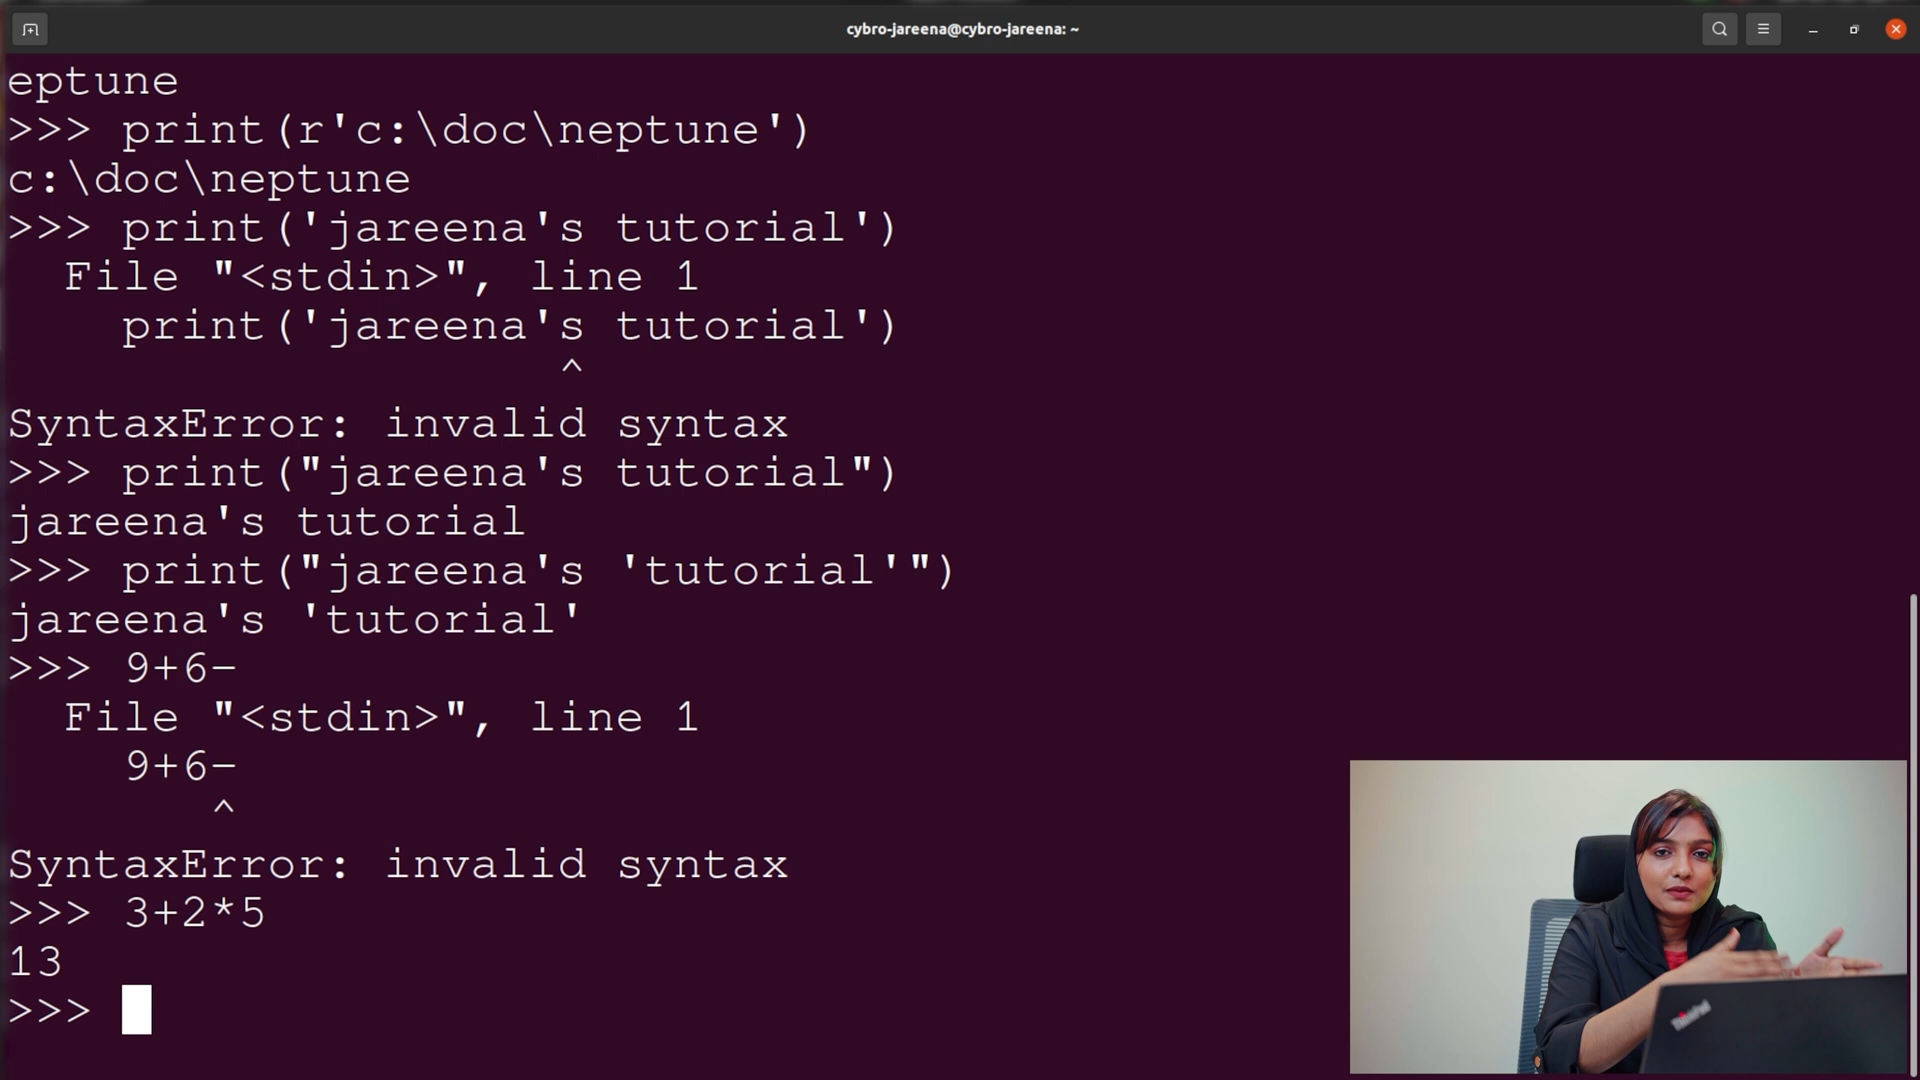 cybro-jareena@cybro-jareena: ~
eptune
>>> print(r'c:\doc\neptune')
c:\doc\neptune
>>> print('jareena's tutorial')
  File "<stdin>", line 1
    print('jareena's tutorial')
                   ^
SyntaxError: invalid syntax
>>> print("jareena's tutorial")
jareena's tutorial
>>> print("jareena's 'tutorial'")
jareena's 'tutorial'
>>> 9+6-
  File "<stdin>", line 1
    9+6-
       ^
SyntaxError: invalid syntax
>>> 3+2*5
13
>>>
ThinkPad